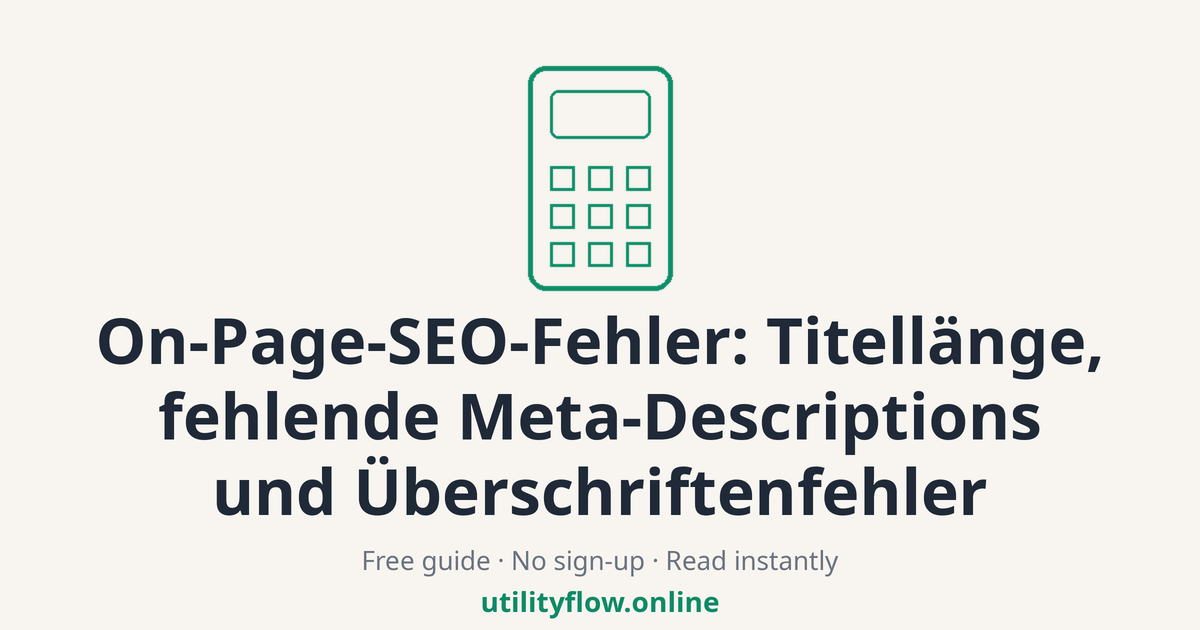 On-Page-SEO-Fehler: Titellänge,
fehlende Meta-Descriptions
und Überschriftenfehler
Free guide · No sign-up · Read instantly
utilityflow.online